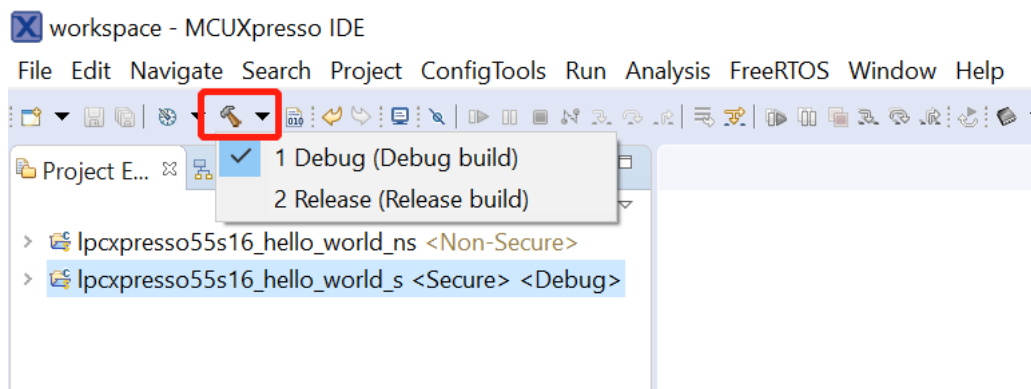 workspace - MCUXpresso IDE
File Edit Navigate Search Project ConfigTools Run Analysis FreeRTOS Window Help
010
1 Debug (Debug build)
Project E...
2 Release (Release build)
lpcxpresso55s16_hello_world_ns <Non-Secure>
lpcxpresso55s16_hello_world_s <Secure> <Debug>